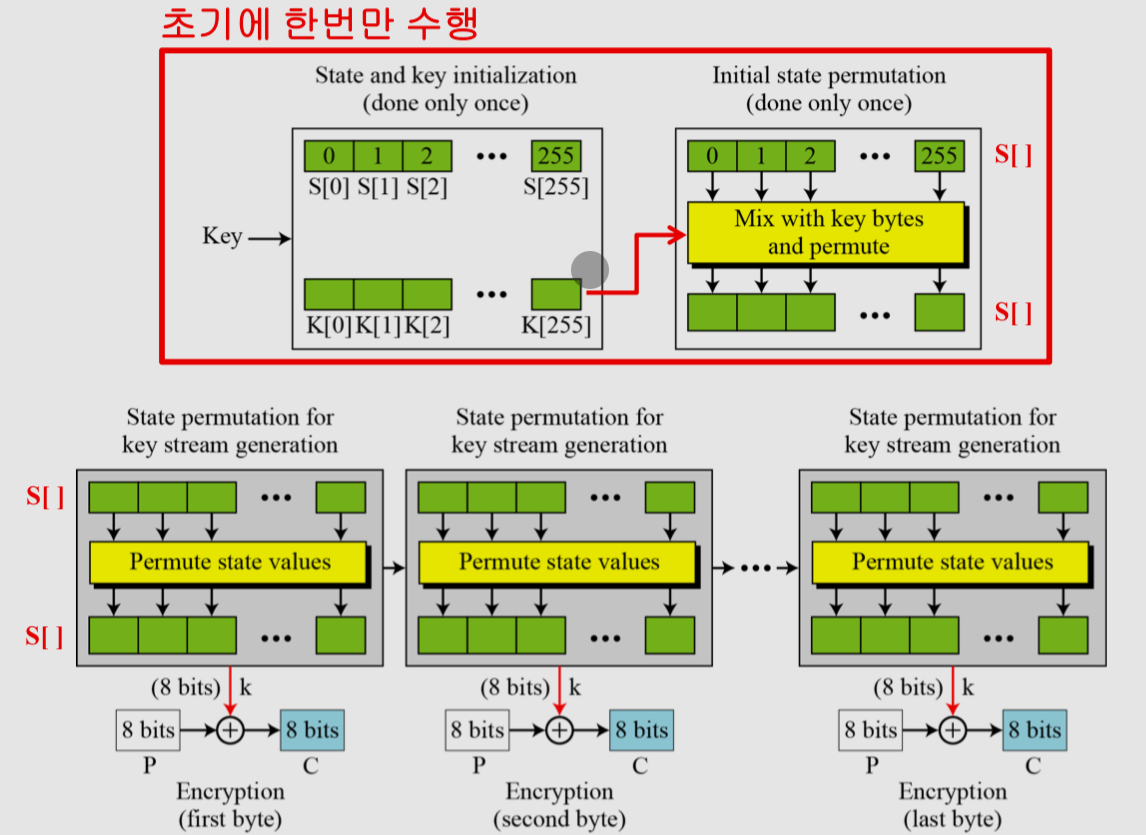 초기에 한번만 수행
State and key initialization
(done only once)
Initial state permutation
(done only once)
0 1 2 ••• 255
S[0] S[1] S[2] S[255]
Key
•••
K[0] K[1] K[2] K[255]
0 1 2 ••• 255 S[ ]
Mix with key bytes
and permute
••• S[ ]
State permutation for
key stream generation
S[ ] •••
Permute state values
S[ ] •••
(8 bits) k
8 bits + 8 bits
P C
Encryption
(first byte)
State permutation for
key stream generation
•••
Permute state values
•••
(8 bits) k
8 bits + 8 bits
P C
Encryption
(second byte)
•••
State permutation for
key stream generation
•••
Permute state values
•••
(8 bits) k
8 bits + 8 bits
P C
Encryption
(last byte)